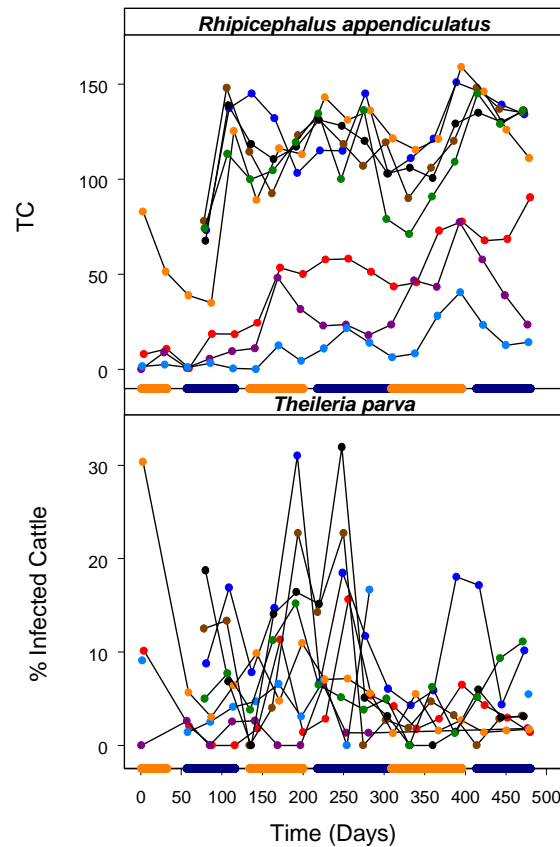 Rhipicephalus appendiculatus
150
100
50
0
TC
Theileria parva
30
20
10
0
% Infected Cattle
0 50 100 150 200 250 300 350 400 450 500
Time (Days)